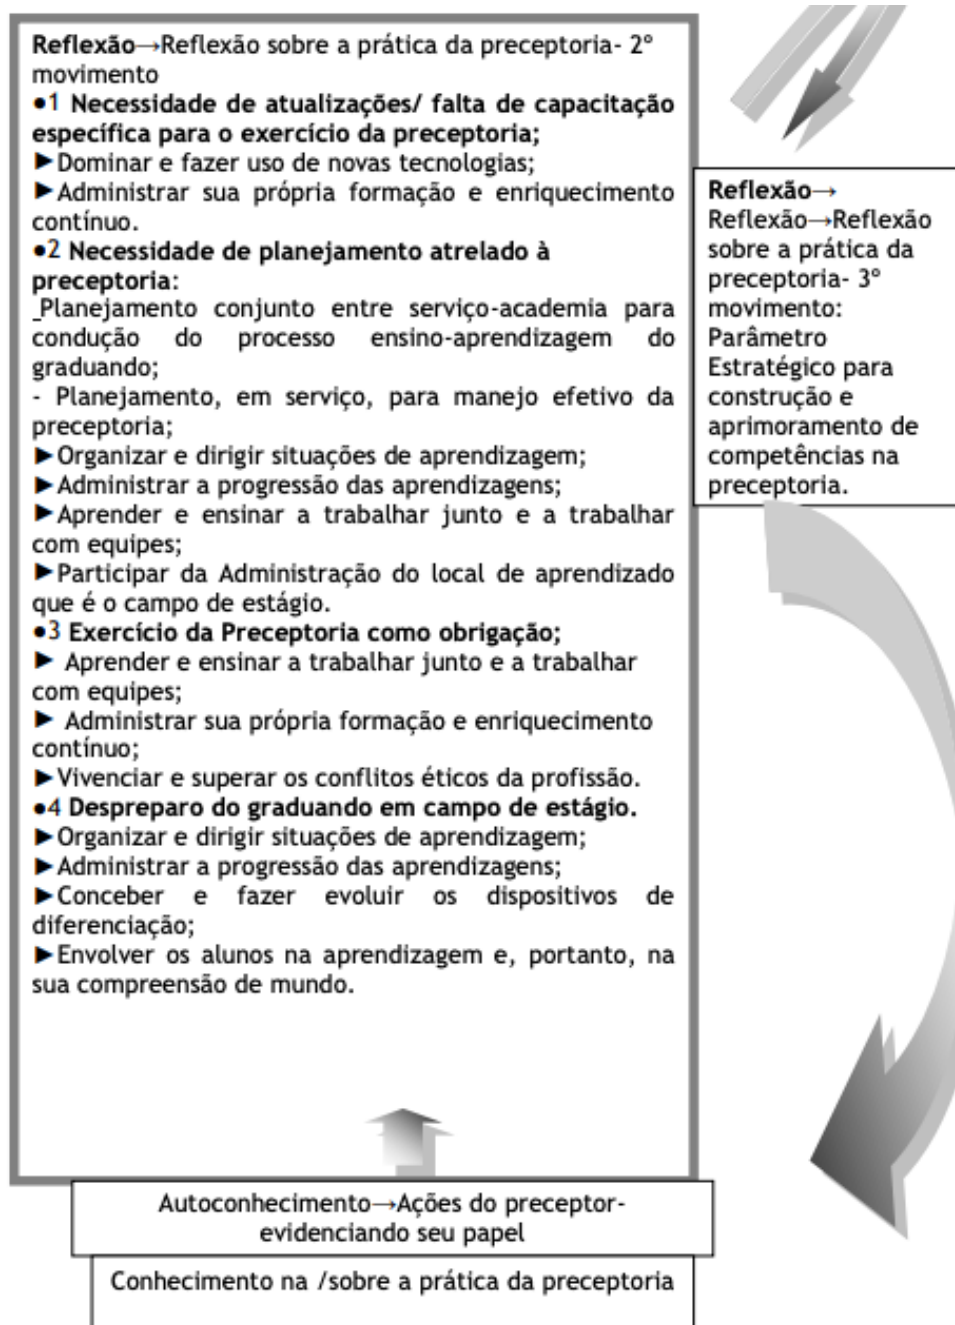 Reflexão→Reflexão sobre a prática da preceptoria- 2º
movimento
●1 Necessidade de atualizações/ falta de capacitação
específica para o exercício da preceptoria;
►Dominar e fazer uso de novas tecnologias;
►Administrar sua própria formação e enriquecimento
contínuo.
●2 Necessidade de planejamento atrelado à
preceptoria:
_Planejamento conjunto entre serviço-academia para
condução do processo ensino-aprendizagem do
graduando;
- Planejamento, em serviço, para manejo efetivo da
preceptoria;
►Organizar e dirigir situações de aprendizagem;
►Administrar a progressão das aprendizagens;
►Aprender e ensinar a trabalhar junto e a trabalhar
com equipes;
►Participar da Administração do local de aprendizado
que é o campo de estágio.
●3 Exercício da Preceptoria como obrigação;
► Aprender e ensinar a trabalhar junto e a trabalhar
com equipes;
► Administrar sua própria formação e enriquecimento
contínuo;
►Vivenciar e superar os conflitos éticos da profissão.
●4 Despreparo do graduando em campo de estágio.
►Organizar e dirigir situações de aprendizagem;
►Administrar a progressão das aprendizagens;
►Conceber e fazer evoluir os dispositivos de
diferenciação;
►Envolver os alunos na aprendizagem e, portanto, na
sua compreensão de mundo.
Reflexão→
Reflexão→Reflexão
sobre a prática da
preceptoria- 3º
movimento:
Parâmetro
Estratégico para
construção e
aprimoramento de
competências na
preceptoria.
Autoconhecimento→Ações do preceptor-
evidenciando seu papel
Conhecimento na /sobre a prática da preceptoria